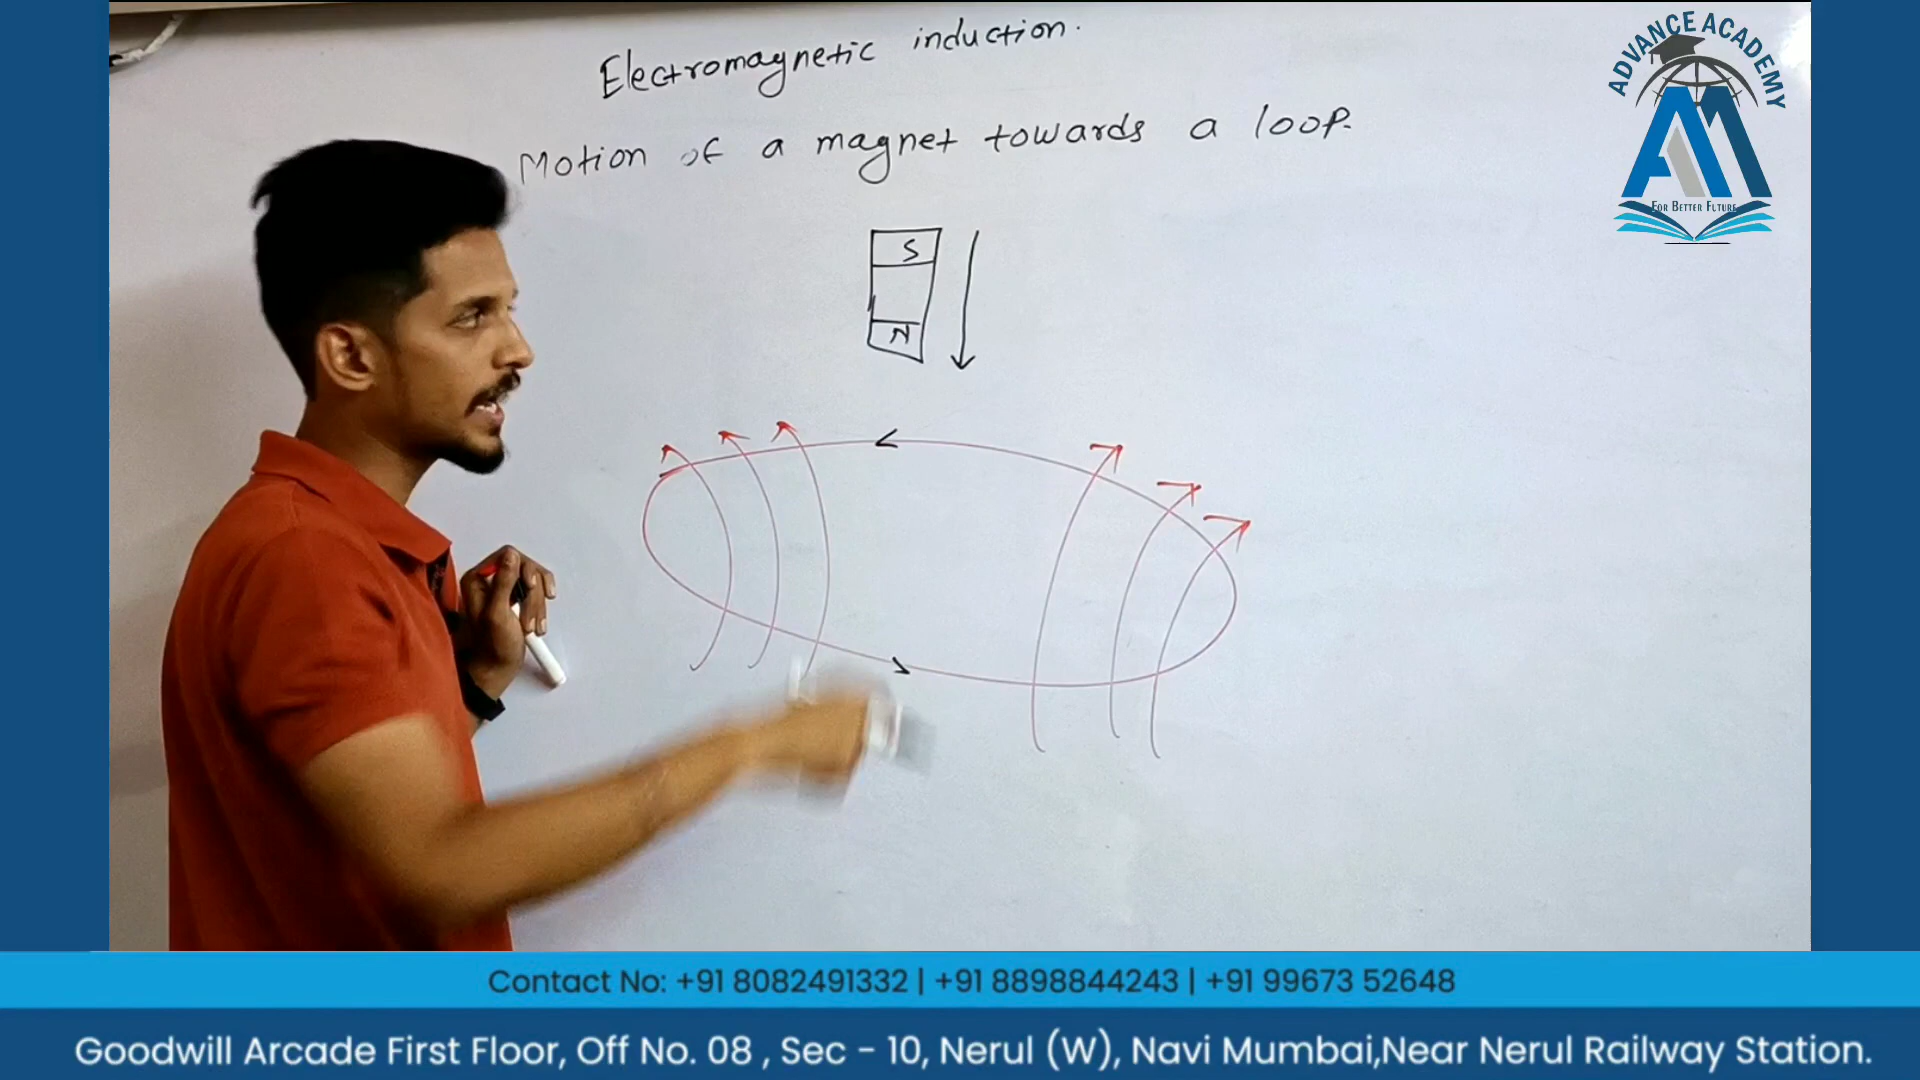 Electromagnetic induction.
Motion of a magnet towards a loop.
S
N
ADVANCE ACADEMY
FOR BETTER FUTURE
Contact No: +91 8082491332 | +91 8898844243 | +91 99673 52648
Goodwill Arcade First Floor, Off No. 08 , Sec - 10, Nerul (W), Navi Mumbai,Near Nerul Railway Station.